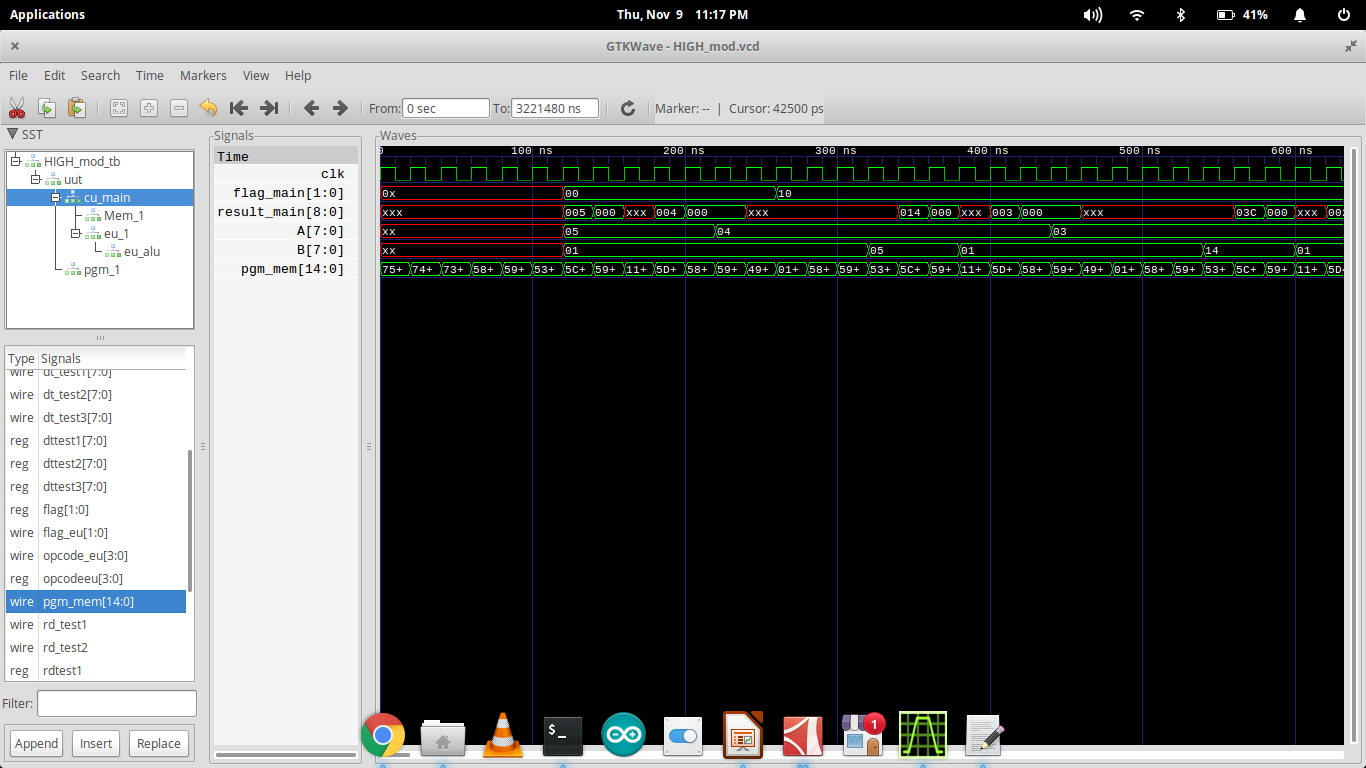 Applications Thu, Nov 9 11:17 PM 41%
GTKWave - HIGH_mod.vcd
File Edit Search Time Markers View Help
From: 0 sec To: 3221480 ns Marker: -- | Cursor: 42500 ps
SST
HIGH_mod_tb
uut
cu_main
Mem_1
eu_1
eu_alu
pgm_1
Type Signals
wire dt_test1[7:0]
wire dt_test2[7:0]
wire dt_test3[7:0]
reg dttest1[7:0]
reg dttest2[7:0]
reg dttest3[7:0]
reg flag[1:0]
wire flag_eu[1:0]
wire opcode_eu[3:0]
reg opcodeeu[3:0]
wire pgm_mem[14:0]
wire rd_test1
wire rd_test2
reg rdtest1
Filter:
Append Insert Replace
Signals
Time
clk
flag_main[1:0]
result_main[8:0]
A[7:0]
B[7:0]
pgm_mem[14:0]
Waves
0 100 ns 200 ns 300 ns 400 ns 500 ns 600 ns
0x 00 10
xxx 005 000 xxx 004 000 xxx 014 000 xxx 003 000 xxx 03C 000 xxx
xx 05 04 03
xx 01 05 01 14 01
75+ 74+ 73+ 58+ 59+ 53+ 5C+ 59+ 11+ 5D+ 58+ 59+ 49+ 01+ 58+ 59+ 53+ 5C+ 59+ 11+ 5D+ 58+ 59+ 49+ 01+ 58+ 59+ 53+ 5C+ 59+ 11+ 5D+
$_
1